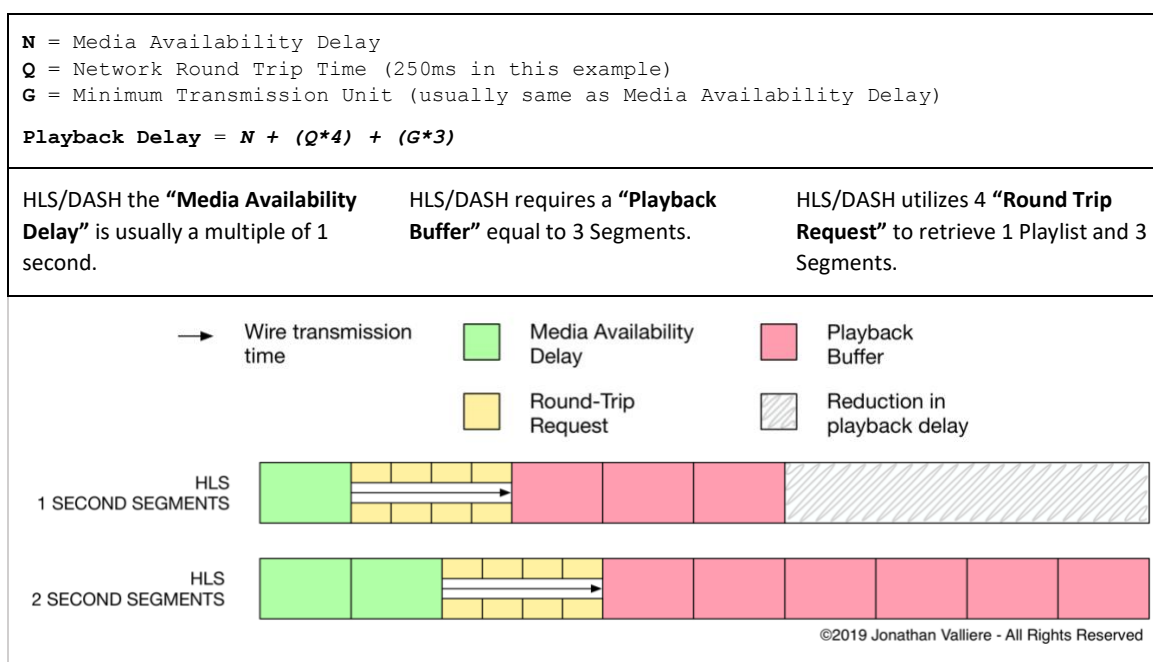 N = Media Availability Delay
Q = Network Round Trip Time (250ms in this example)
G = Minimum Transmission Unit (usually same as Media Availability Delay)
Playback Delay = N + (Q*4) + (G*3)
HLS/DASH the “Media Availability
Delay” is usually a multiple of 1
second.
HLS/DASH requires a “Playback
Buffer” equal to 3 Segments.
HLS/DASH utilizes 4 “Round Trip
Request” to retrieve 1 Playlist and 3
Segments.
Wire transmission
time
Media Availability
Delay
Playback
Buffer
Round-Trip
Request
Reduction in
playback delay
HLS
1 SECOND SEGMENTS
HLS
2 SECOND SEGMENTS
©2019 Jonathan Valliere - All Rights Reserved